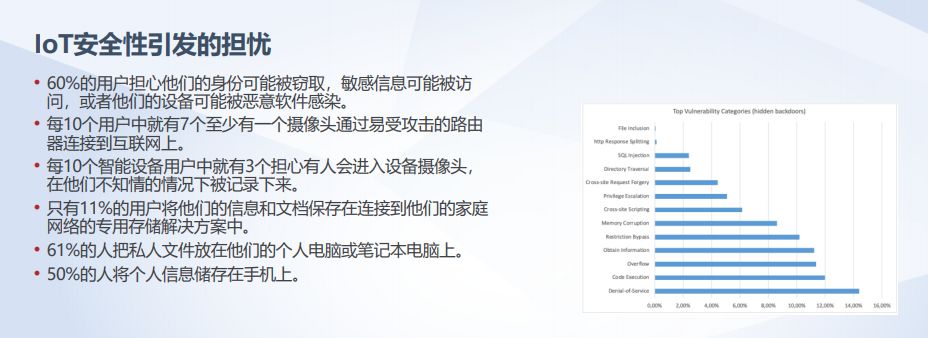 IoT安全性引发的担忧
• 60%的用户担心他们的身份可能被窃取，敏感信息可能被访
问，或者他们的设备可能被恶意软件感染。
• 每10个用户中就有7个至少有一个摄像头通过易受攻击的路由
器连接到互联网上。
• 每10个智能设备用户中就有3个担心有人会进入设备摄像头，
在他们不知情的情况下被记录下来。
• 只有11%的用户将他们的信息和文档保存在连接到他们的家庭
网络的专用存储解决方案中。
• 61%的人把私人文件放在他们的个人电脑或笔记本电脑上。
• 50%的人将个人信息储存在手机上。
Top Vulnerability Categories (hidden backdoors)
File Inclusion
http Response Splitting
SQL Injection
Directory Traversal
Cross-site Request Forgery
Privilege Escalation
Cross-site Scripting
Memory Corruption
Restriction Bypass
Obtain Information
Overflow
Code Execution
Denial-of-Service
0,00% 2,00% 4,00% 6,00% 8,00% 10,00% 12,00% 14,00% 16,00%